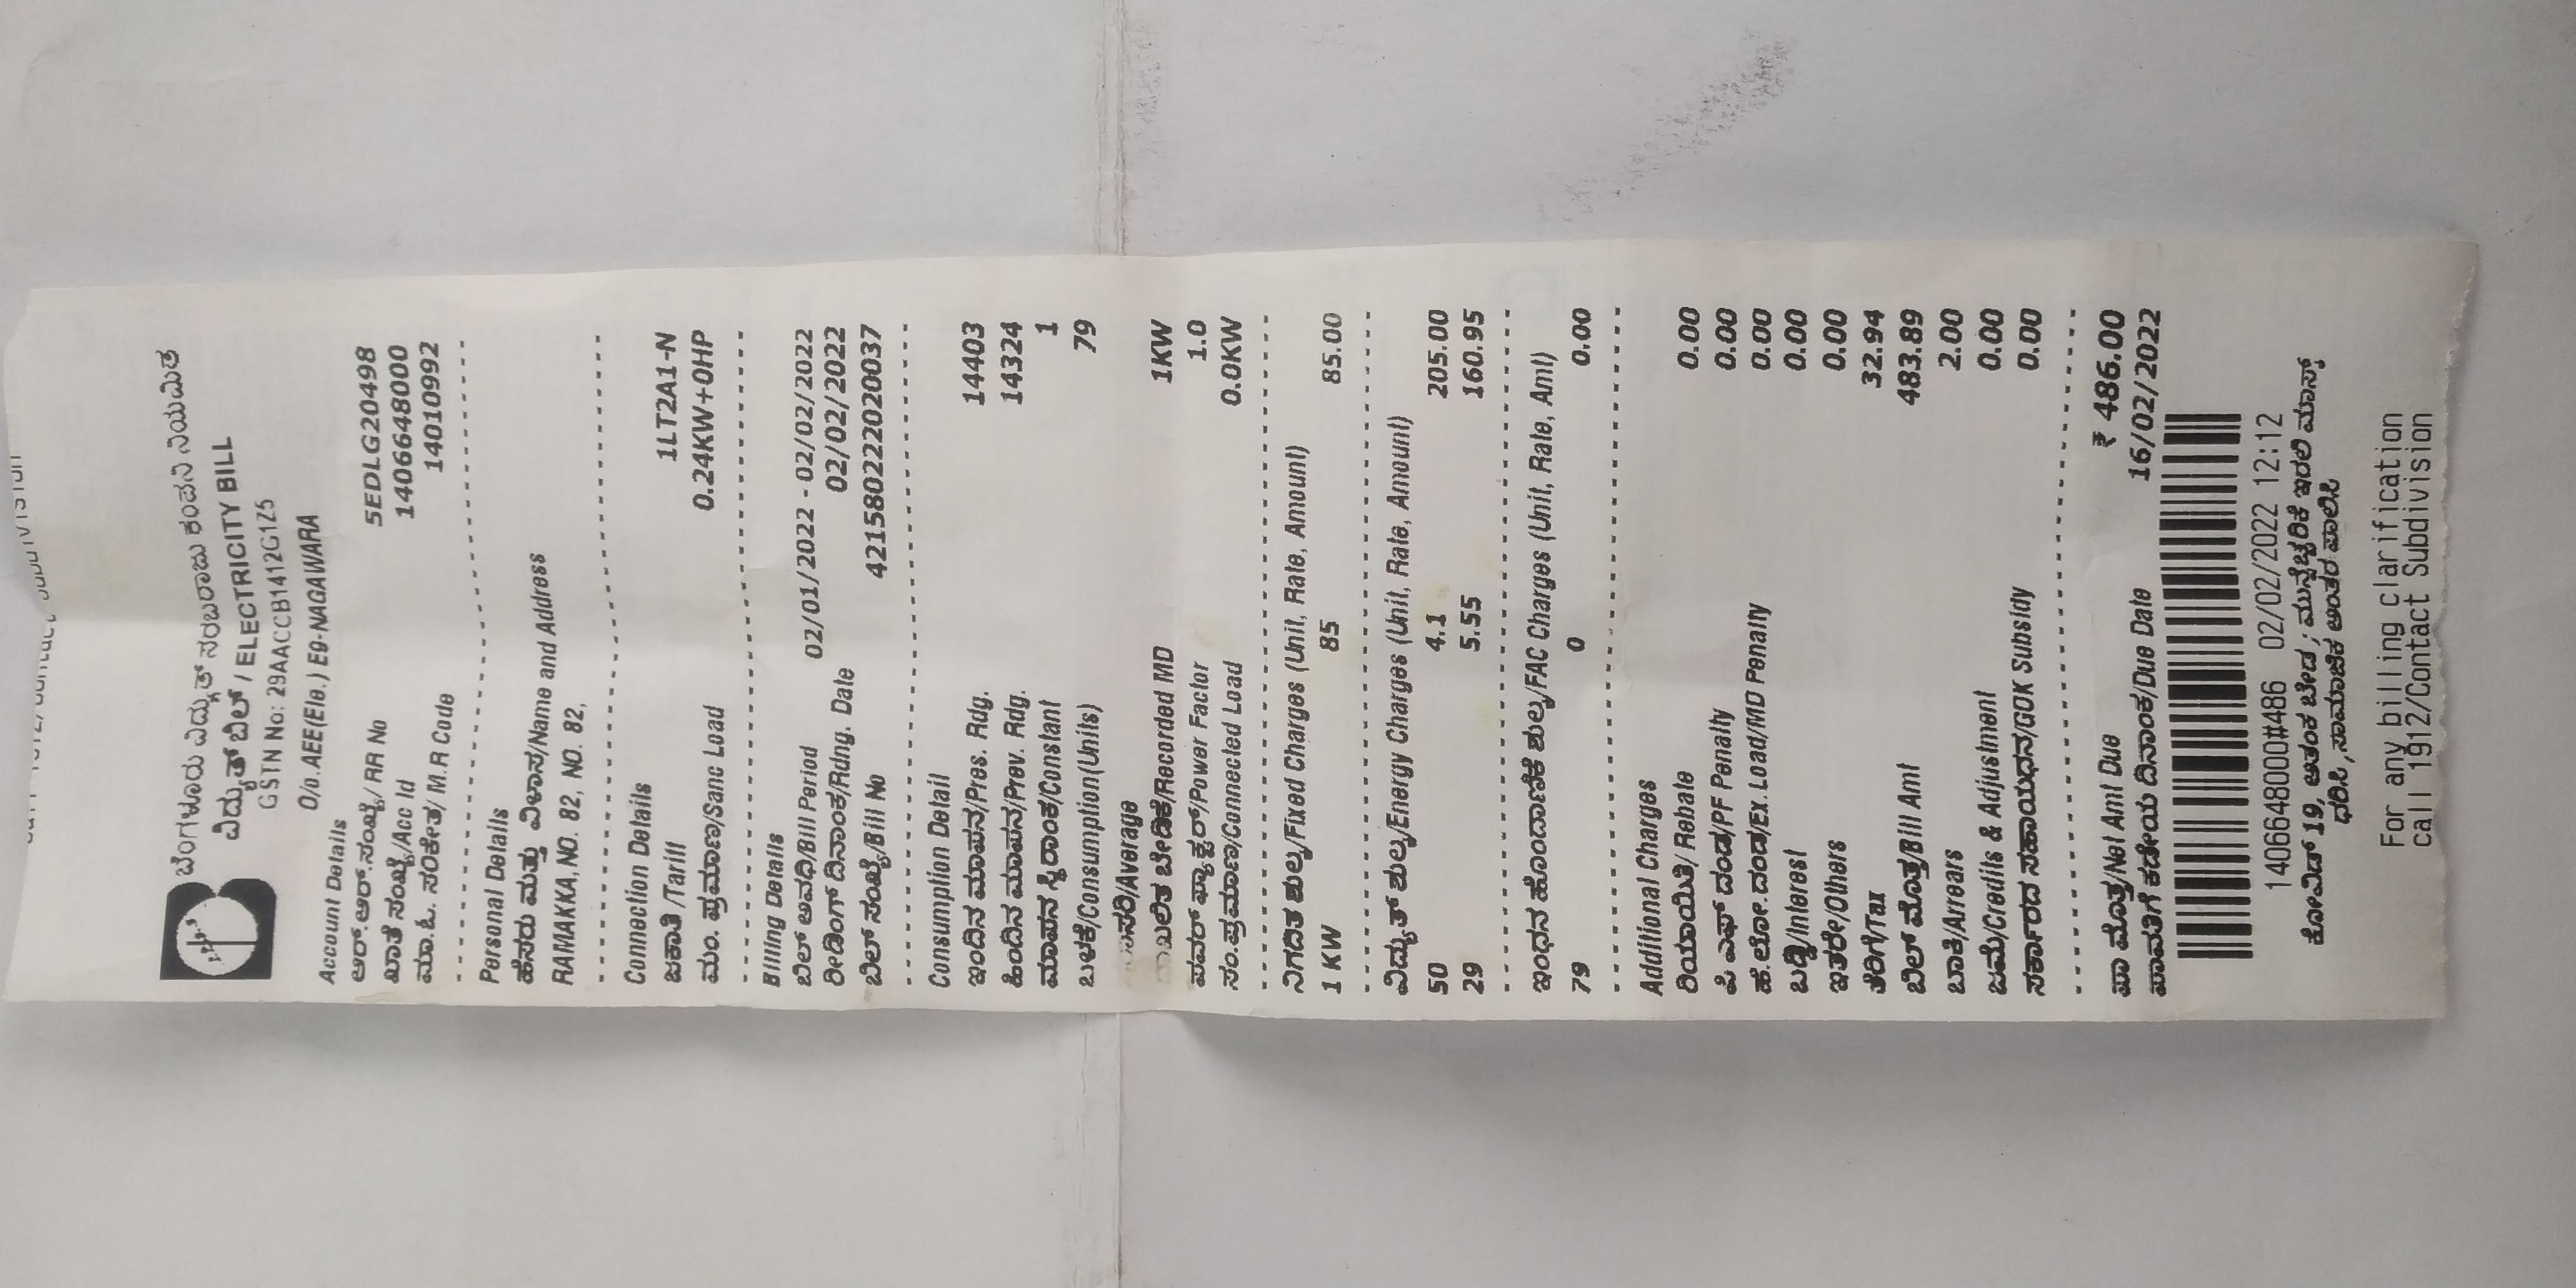 ಬೆಂಗಳೂರು ವಿದ್ಯುತ್ ಸರಬರಾಜು ಕಂಪನಿ ನಿಯಮಿತ
ವಿದ್ಯುತ್ ಬಿಲ್ / ELECTRICITY BILL
GSTN No: 29AACCB1412G1Z5
O/o.AEE(Ele.) E9-NAGAWARA
Account Details
ಆರ್.ಆರ್.ಸಂಖ್ಯೆ/ RR No 5EDLG20498
ಖಾತೆ ಸಂಖ್ಯೆ/Acc Id 1406648000
ಮಾ.ಓ. ಸಂಕೇತ/ M.R Code 14010992
Personal Details
ಹೆಸರು ಮತ್ತು ವಿಳಾಸ/Name and Address
RAMAKKA,NO. 82, NO. 82,
Connection Details
ಜಕಾತಿ /Tariff 1LT2A1-N
ಮಂ. ಪ್ರಮಾಣ/Sanc Load 0.24KW+0HP
Billing Details
ಬಿಲ್ ಅವಧಿ/Bill Period 02/01/2022 - 02/02/2022
ರೀಡಿಂಗ್ ದಿನಾಂಕ/Rdng. Date 02/02/2022
ಬಿಲ್ ಸಂಖ್ಯೆ/Bill No 4215802222020037
Consumption Detail
ಇಂದಿನ ಮಾಪನ/Pres. Rdg. 14403
ಹಿಂದಿನ ಮಾಪನ/Prev. Rdg. 14324
ಮಾಪನ ಸ್ಥಿರಾಂಕ/Constant 1
ಬಳಕೆ/Consumption(Units) 79
ಸರಾಸರಿ/Average
ದಾಖಲಿತ ಬೇಡಿಕೆ/Recorded MD 1KW
ಪವರ್ ಫ್ಯಾಕ್ಟರ್/Power Factor 1.0
ಸಂ.ಪ್ರಮಾಣ/Connected Load 0.0KW
ನಿಗದಿತ ಶುಲ್ಕ/Fixed Charges (Unit, Rate, Amount)
1 KW 85 85.00
ವಿದ್ಯುತ್ ಶುಲ್ಕ/Energy Charges (Unit, Rate, Amount)
50 4.1 205.00
29 5.55 160.95
ಇಂಧನ ಹೊಂದಾಣಿಕೆ ಶುಲ್ಕ/FAC Charges (Unit, Rate, Amt)
79 0 0.00
Additional Charges
ರಿಯಾಯಿತಿ/ Rebate 0.00
ಪಿ ಎಫ್ ದಂಡ/PF Penalty 0.00
ಹೆ.ಲೋ.ದಂಡ/Ex. Load/MD Penalty 0.00
ಬಡ್ಡಿ/Interest 0.00
ಇತರೇ/Others 0.00
ತೆರಿಗೆ/Tax 32.94
ಬಿಲ್ ಮೊತ್ತ/Bill Amt 483.89
ಬಾಕಿ/Arrears 2.00
ಜಮೆ/Credits & Adjustment 0.00
ಸರ್ಕಾರದ ಸಹಾಯಧನ/GOK Subsidy 0.00
ಪಾ ಮೊತ್ತ/Net Amt Due ₹ 486.00
ಪಾವತಿಗೆ ಕಡೇಯ ದಿನಾಂಕ/Due Date 16/02/2022
1406648000#486 02/02/2022 12:12
ಕೋವಿಡ್ 19, ಆತಂಕ ಬೇಡ ; ಮುನ್ನೆಚ್ಚರಿಕೆ ಇರಲಿ ಮಾಸ್ಕ್
ಧರಿಸಿ ,ಸಾಮಾಜಿಕ ಅಂತರ ಪಾಲಿಸಿ
For any billing clarification
call 1912/Contact Subdivision